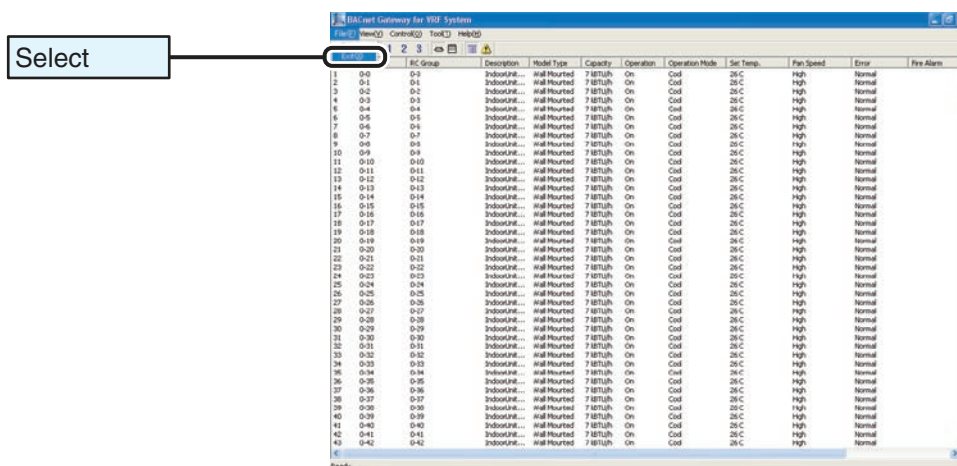 Select
BACnet Gateway for VRF System
File(F) View(V) Control(O) Tool(T) Help(H)
1 2 3
RC Group Description Model Type Capacity Operation Operation Mode Set Temp. Fan Speed Error Fire Alarm
1 0-0 0-0 IndoorUnit... Wall Mounted 7 kBTU/h On Cool 26 C High Normal
2 0-1 0-1 IndoorUnit... Wall Mounted 7 kBTU/h On Cool 26 C High Normal
3 0-2 0-2 IndoorUnit... Wall Mounted 7 kBTU/h On Cool 26 C High Normal
4 0-3 0-3 IndoorUnit... Wall Mounted 7 kBTU/h On Cool 26 C High Normal
5 0-4 0-4 IndoorUnit... Wall Mounted 7 kBTU/h On Cool 26 C High Normal
6 0-5 0-5 IndoorUnit... Wall Mounted 7 kBTU/h On Cool 26 C High Normal
7 0-6 0-6 IndoorUnit... Wall Mounted 7 kBTU/h On Cool 26 C High Normal
8 0-7 0-7 IndoorUnit... Wall Mounted 7 kBTU/h On Cool 26 C High Normal
9 0-8 0-8 IndoorUnit... Wall Mounted 7 kBTU/h On Cool 26 C High Normal
10 0-9 0-9 IndoorUnit... Wall Mounted 7 kBTU/h On Cool 26 C High Normal
11 0-10 0-10 IndoorUnit... Wall Mounted 7 kBTU/h On Cool 26 C High Normal
12 0-11 0-11 IndoorUnit... Wall Mounted 7 kBTU/h On Cool 26 C High Normal
13 0-12 0-12 IndoorUnit... Wall Mounted 7 kBTU/h On Cool 26 C High Normal
14 0-13 0-13 IndoorUnit... Wall Mounted 7 kBTU/h On Cool 26 C High Normal
15 0-14 0-14 IndoorUnit... Wall Mounted 7 kBTU/h On Cool 26 C High Normal
16 0-15 0-15 IndoorUnit... Wall Mounted 7 kBTU/h On Cool 26 C High Normal
17 0-16 0-16 IndoorUnit... Wall Mounted 7 kBTU/h On Cool 26 C High Normal
18 0-17 0-17 IndoorUnit... Wall Mounted 7 kBTU/h On Cool 26 C High Normal
19 0-18 0-18 IndoorUnit... Wall Mounted 7 kBTU/h On Cool 26 C High Normal
20 0-19 0-19 IndoorUnit... Wall Mounted 7 kBTU/h On Cool 26 C High Normal
21 0-20 0-20 IndoorUnit... Wall Mounted 7 kBTU/h On Cool 26 C High Normal
22 0-21 0-21 IndoorUnit... Wall Mounted 7 kBTU/h On Cool 26 C High Normal
23 0-22 0-22 IndoorUnit... Wall Mounted 7 kBTU/h On Cool 26 C High Normal
24 0-23 0-23 IndoorUnit... Wall Mounted 7 kBTU/h On Cool 26 C High Normal
25 0-24 0-24 IndoorUnit... Wall Mounted 7 kBTU/h On Cool 26 C High Normal
26 0-25 0-25 IndoorUnit... Wall Mounted 7 kBTU/h On Cool 26 C High Normal
27 0-26 0-26 IndoorUnit... Wall Mounted 7 kBTU/h On Cool 26 C High Normal
28 0-27 0-27 IndoorUnit... Wall Mounted 7 kBTU/h On Cool 26 C High Normal
29 0-28 0-28 IndoorUnit... Wall Mounted 7 kBTU/h On Cool 26 C High Normal
30 0-29 0-29 IndoorUnit... Wall Mounted 7 kBTU/h On Cool 26 C High Normal
31 0-30 0-30 IndoorUnit... Wall Mounted 7 kBTU/h On Cool 26 C High Normal
32 0-31 0-31 IndoorUnit... Wall Mounted 7 kBTU/h On Cool 26 C High Normal
33 0-32 0-32 IndoorUnit... Wall Mounted 7 kBTU/h On Cool 26 C High Normal
34 0-33 0-33 IndoorUnit... Wall Mounted 7 kBTU/h On Cool 26 C High Normal
35 0-34 0-34 IndoorUnit... Wall Mounted 7 kBTU/h On Cool 26 C High Normal
36 0-35 0-35 IndoorUnit... Wall Mounted 7 kBTU/h On Cool 26 C High Normal
37 0-36 0-36 IndoorUnit... Wall Mounted 7 kBTU/h On Cool 26 C High Normal
38 0-37 0-37 IndoorUnit... Wall Mounted 7 kBTU/h On Cool 26 C High Normal
39 0-38 0-38 IndoorUnit... Wall Mounted 7 kBTU/h On Cool 26 C High Normal
40 0-39 0-39 IndoorUnit... Wall Mounted 7 kBTU/h On Cool 26 C High Normal
41 0-40 0-40 IndoorUnit... Wall Mounted 7 kBTU/h On Cool 26 C High Normal
42 0-41 0-41 IndoorUnit... Wall Mounted 7 kBTU/h On Cool 26 C High Normal
43 0-42 0-42 IndoorUnit... Wall Mounted 7 kBTU/h On Cool 26 C High Normal